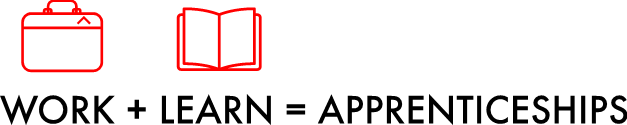 WORK + LEARN = APPRENTICESHIPS